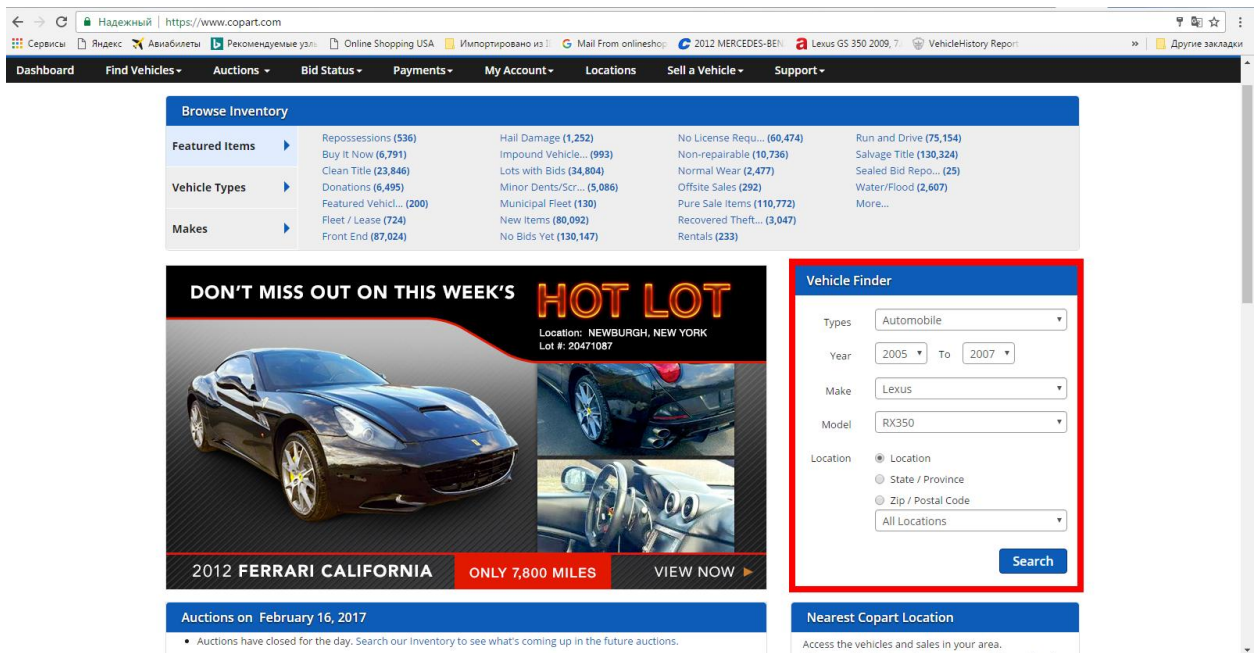 Надежный | https://www.copart.com
Сервисы Яндекс Авиабилеты Рекомендуемые узлы Online Shopping USA Импортировано из I Mail From onlineshop 2012 MERCEDES-BEN Lexus GS 350 2009, 7 VehicleHistory Report » Другие закладки
Dashboard Find Vehicles Auctions Bid Status Payments My Account Locations Sell a Vehicle Support
Browse Inventory
Featured Items
Vehicle Types
Makes
Repossessions (536)
Buy It Now (6,791)
Clean Title (23,846)
Donations (6,495)
Featured Vehicl... (200)
Fleet / Lease (724)
Front End (87,024)
Hail Damage (1,252)
Impound Vehicle... (993)
Lots with Bids (34,804)
Minor Dents/Scr... (5,086)
Municipal Fleet (130)
New Items (80,092)
No Bids Yet (130,147)
No License Requ... (60,474)
Non-repairable (10,736)
Normal Wear (2,477)
Offsite Sales (292)
Pure Sale Items (110,772)
Recovered Theft... (3,047)
Rentals (233)
Run and Drive (75,154)
Salvage Title (130,324)
Sealed Bid Repo... (25)
Water/Flood (2,607)
More...
DON'T MISS OUT ON THIS WEEK'S HOT LOT
Location: NEWBURGH, NEW YORK
Lot #: 20471087
2012 FERRARI CALIFORNIA ONLY 7,800 MILES VIEW NOW
Vehicle Finder
Types Automobile
Year 2005 To 2007
Make Lexus
Model RX350
Location Location
State / Province
Zip / Postal Code
All Locations
Search
Auctions on February 16, 2017
Auctions have closed for the day. Search our Inventory to see what's coming up in the future auctions.
Nearest Copart Location
Access the vehicles and sales in your area.